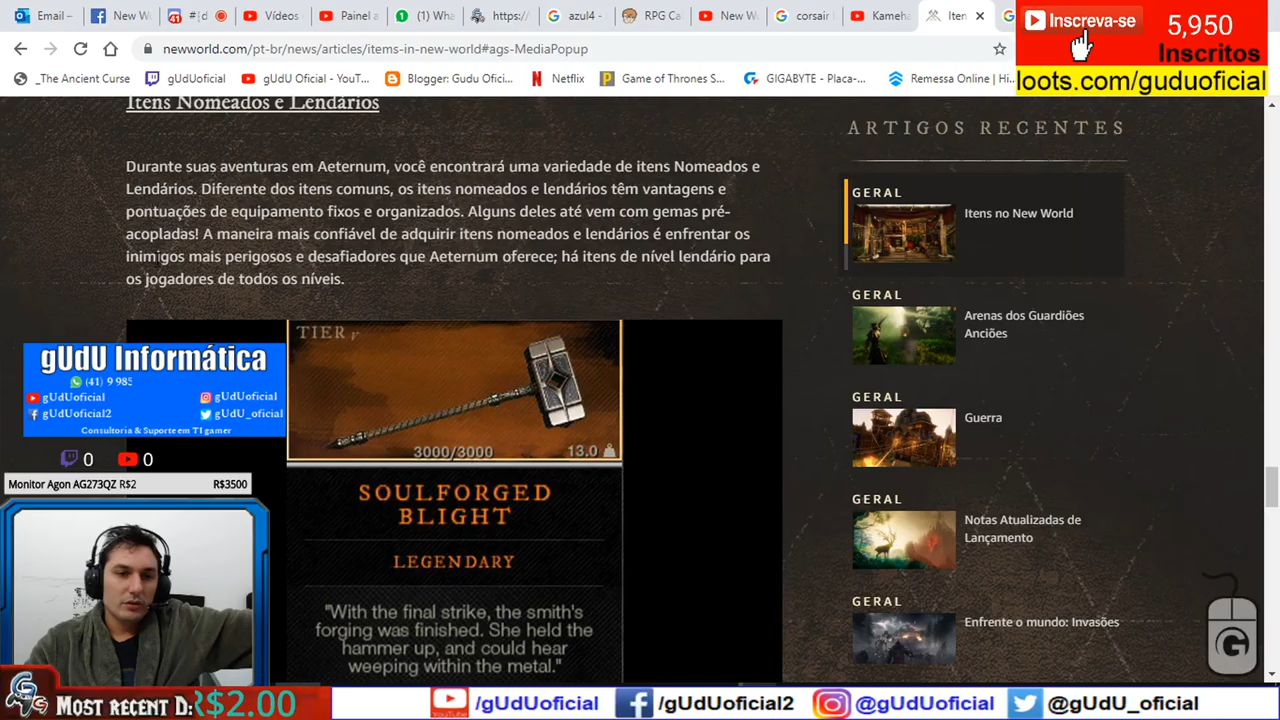 Email –
New W
#:d
Vídeos
Painel a
(1) Wha
https:/
azul4 -
RPG Ca
New Wo
corsair l
Kameha
Iten
Inscreva-se
5,950
Inscritos
loots.com/guduoficial
newworld.com/pt-br/news/articles/items-in-new-world#ags-MediaPopup
_The Ancient Curse
gUdUoficial
gUdU Oficial - YouT...
Blogger: Gudu Ofici...
Netflix
Game of Thrones S...
GIGABYTE - Placa-...
Remessa Online | Hi...
Itens Nomeados e Lendários
Durante suas aventuras em Aeternum, você encontrará uma variedade de itens Nomeados e
Lendários. Diferente dos itens comuns, os itens nomeados e lendários têm vantagens e
pontuações de equipamento fixos e organizados. Alguns deles até vem com gemas pré-
acopladas! A maneira mais confiável de adquirir itens nomeados e lendários é enfrentar os
inimigos mais perigosos e desafiadores que Aeternum oferece; há itens de nível lendário para
os jogadores de todos os níveis.
TIER
3000/3000
13.0
SOULFORGED
BLIGHT
LEGENDARY
"With the final strike, the smith's
forging was finished. She held the
hammer up, and could hear
weeping within the metal."
ARTIGOS RECENTES
GERAL
Itens no New World
GERAL
Arenas dos Guardiões
Anciões
GERAL
Guerra
GERAL
Notas Atualizadas de
Lançamento
GERAL
Enfrente o mundo: Invasões
gUdU Informática
(41) 9 985
gUdUoficial
gUdUoficial
gUdUoficial2
gUdU_oficial
Consultoria & Suporte em TI gamer
0
0
Monitor Agon AG273QZ R$2
R$3500
G
Most recent D:
R$2.00
/gUdUoficial
/gUdUoficial2
@gUdUoficial
@gUdU_oficial